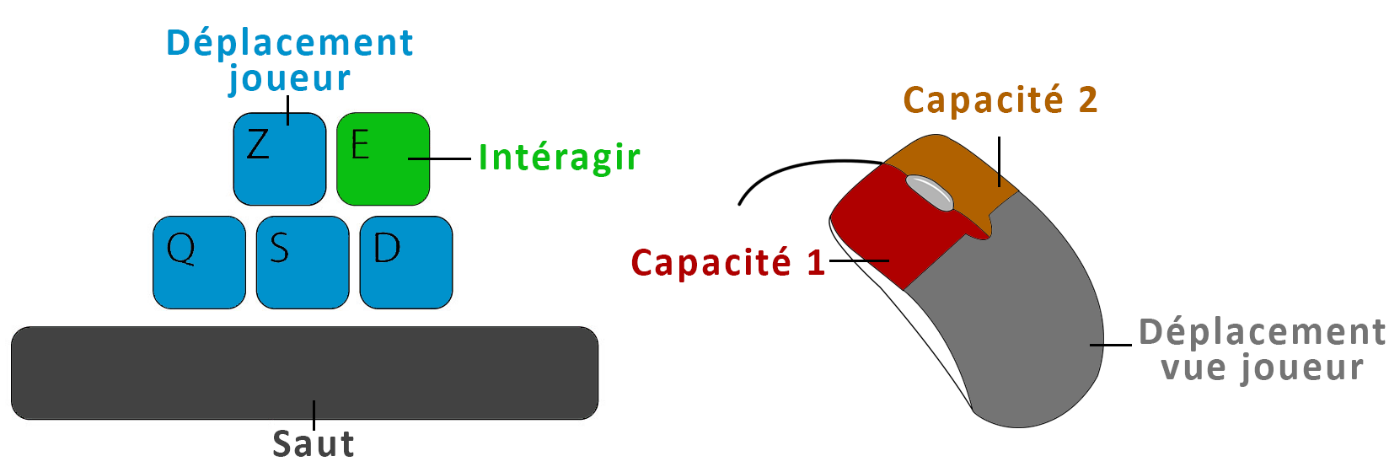 Déplacement
joueur
Z
E
Intéragir
Q
S
D
Saut
Capacité 2
Capacité 1
Déplacement
vue joueur